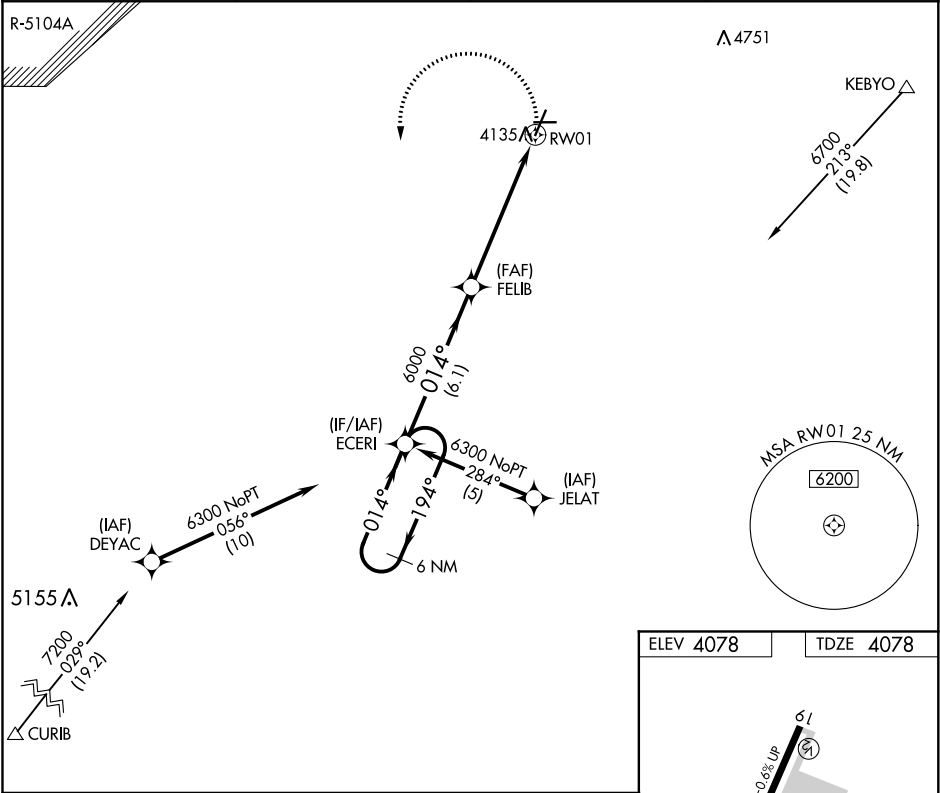 R-5104A
4751
KEBYO
6700
213°
(19.8)
4135
RW01
(FAF)
FELIB
6000
014°
(6.1)
(IF/IAF)
ECERI
6300 NoPT
284°
(5)
(IAF)
JELAT
014°
194°
6 NM
MSA RW01 25 NM
6200
(IAF)
DEYAC
6300 NoPT
056°
(10)
5155
7200
029°
(19.2)
CURIB
ELEV 4078
TDZE 4078
19
0.6% UP
V2